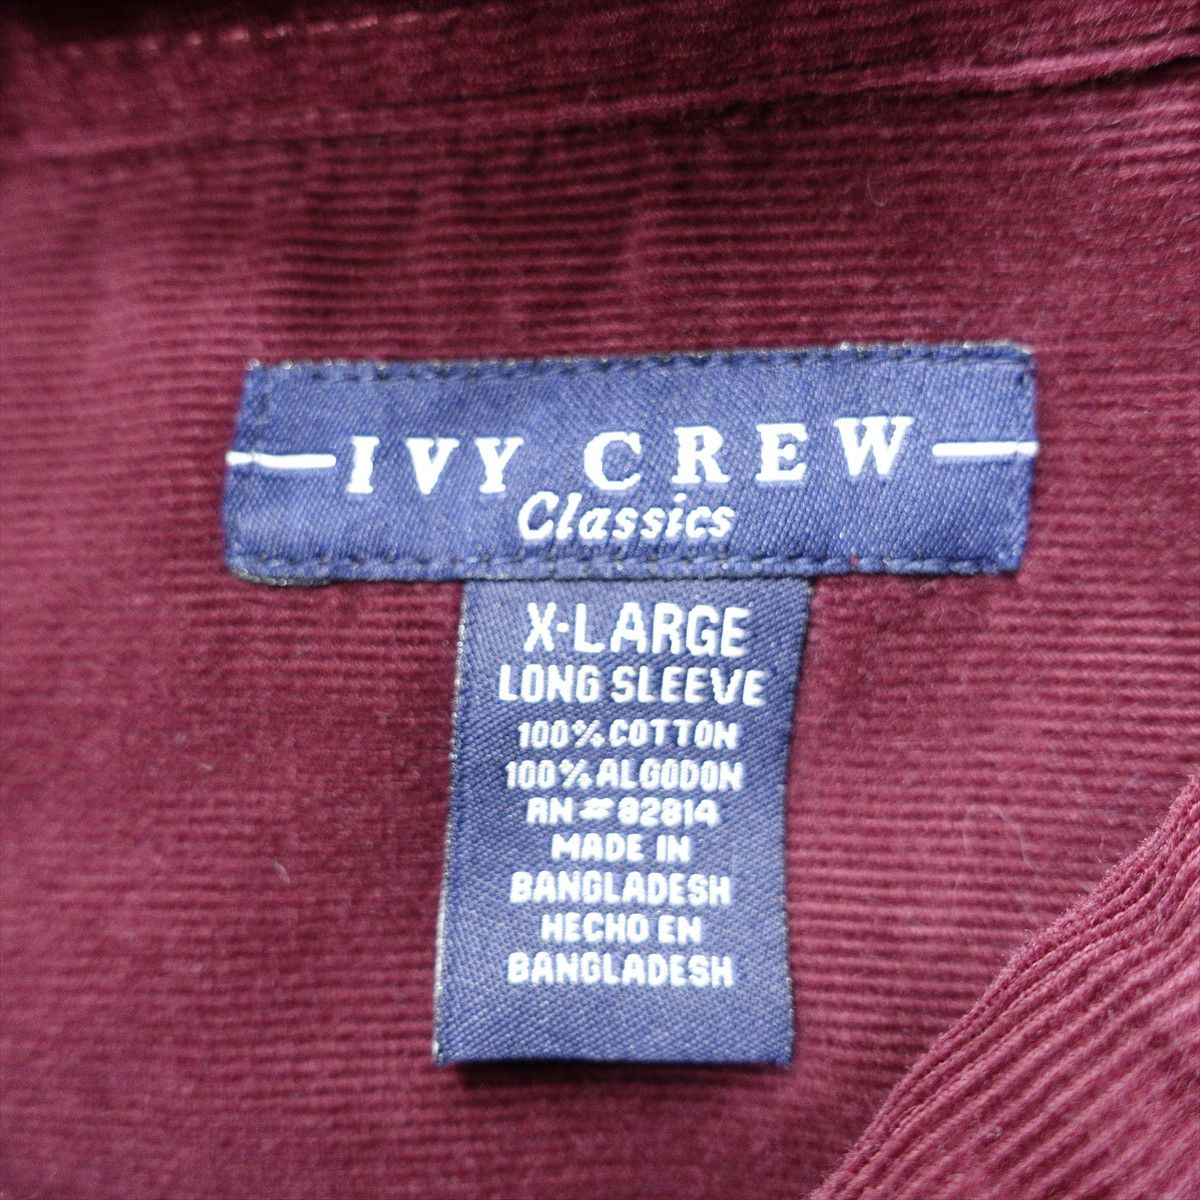 IVY CREW
Classics
X-LARGE
LONG SLEEVE
100% COTTON
100% ALGODON
RN # 82814
MADE IN
BANGLADESH
HECHO EN
BANGLADESH